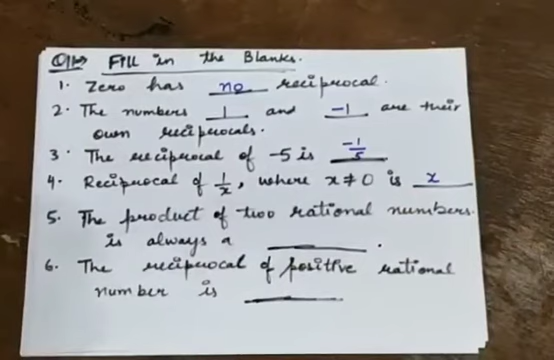 Q11) Fill in the Blanks.
1. Zero has no reciprocal.
2. The numbers 1 and -1 are their
own reciprocals.
3. The reciprocal of -5 is -1/5
4. Reciprocal of 1/x, where x ≠ 0 is x
5. The product of two rational numbers
is always a ______.
6. The reciprocal of positive rational
number is ______